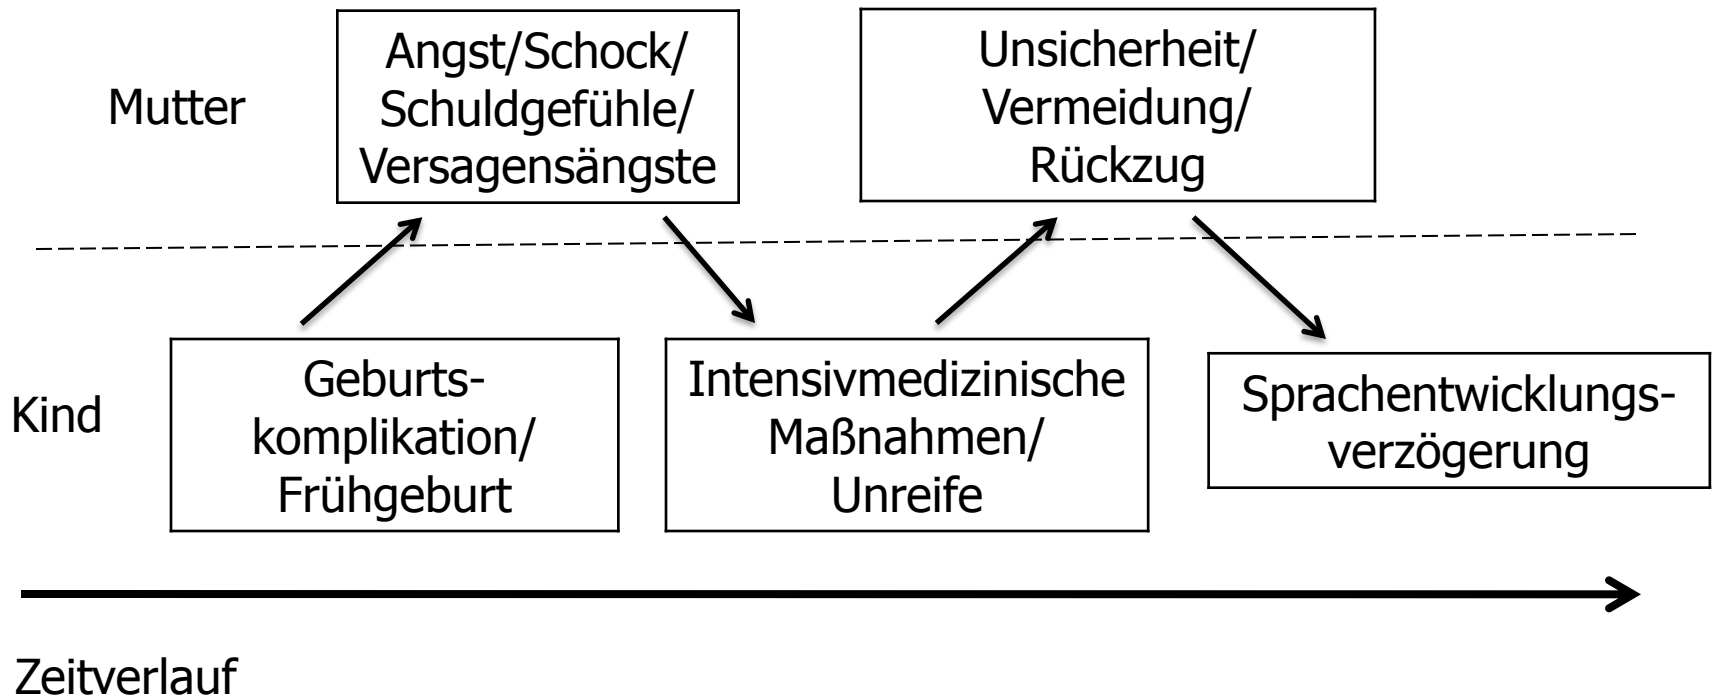 Mutter
Angst/Schock/
Schuldgefühle/
Versagensängste
Unsicherheit/
Vermeidung/
Rückzug
Kind
Geburts-
komplikation/
Frühgeburt
Intensivmedizinische
Maßnahmen/
Unreife
Sprachentwicklungs-
verzögerung
Zeitverlauf